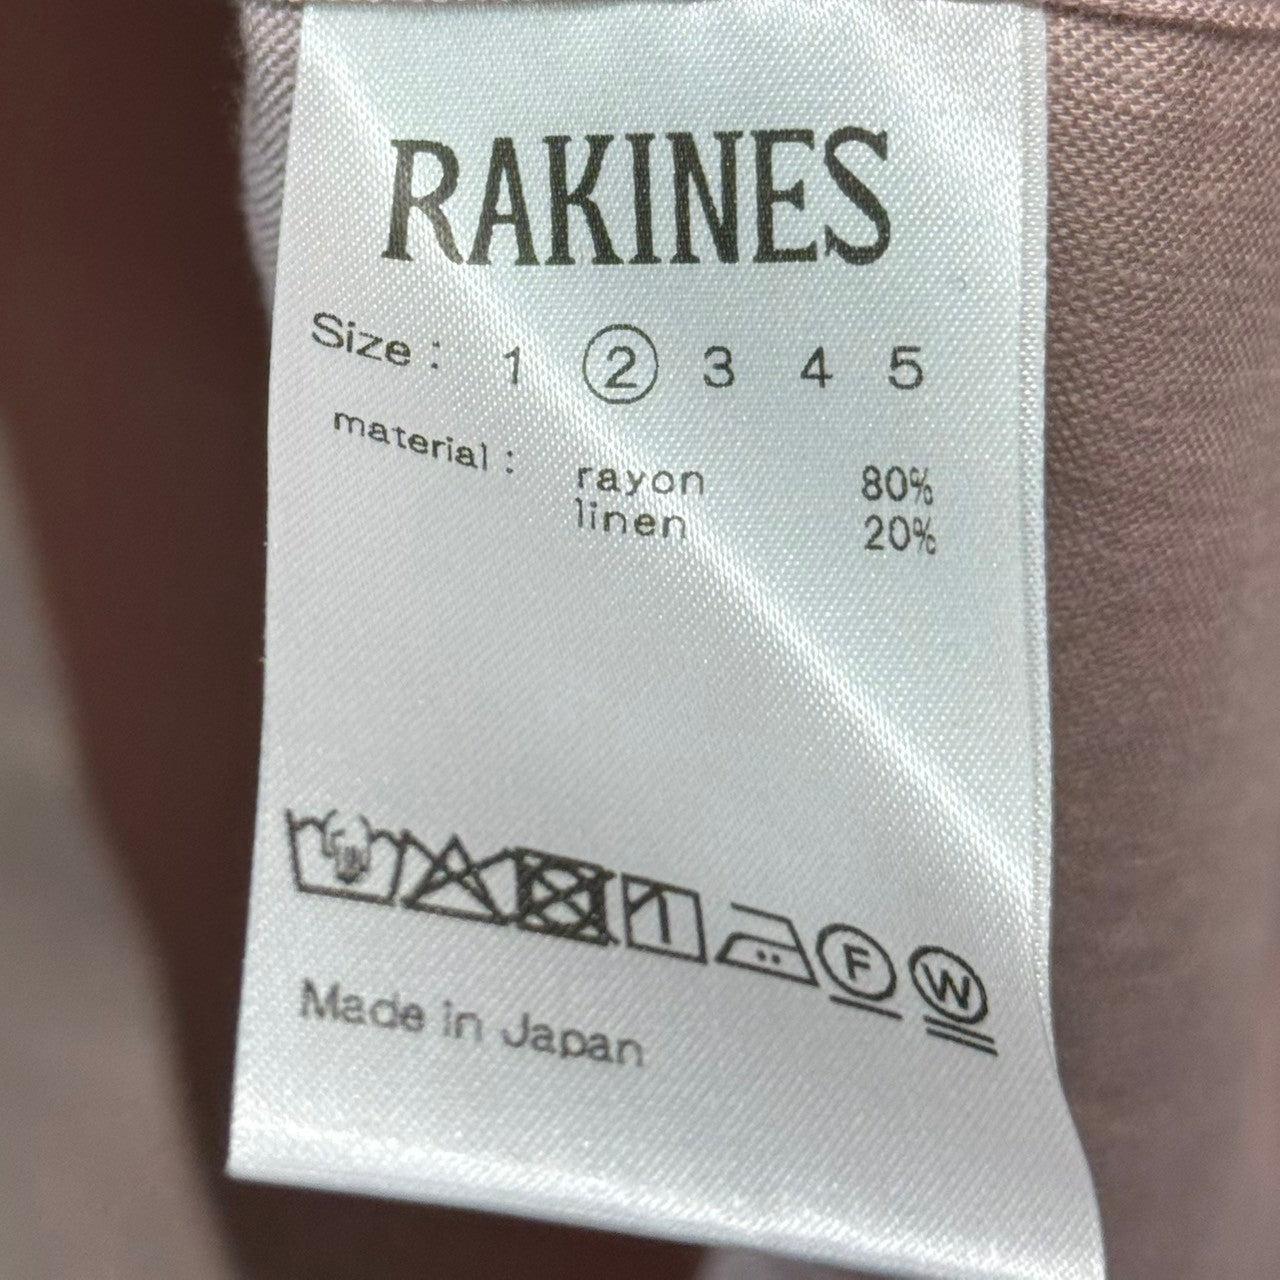 RAKINES
Size : 1 2 3 4 5
material :
rayon 80%
linen 20%
F W
Made in Japan